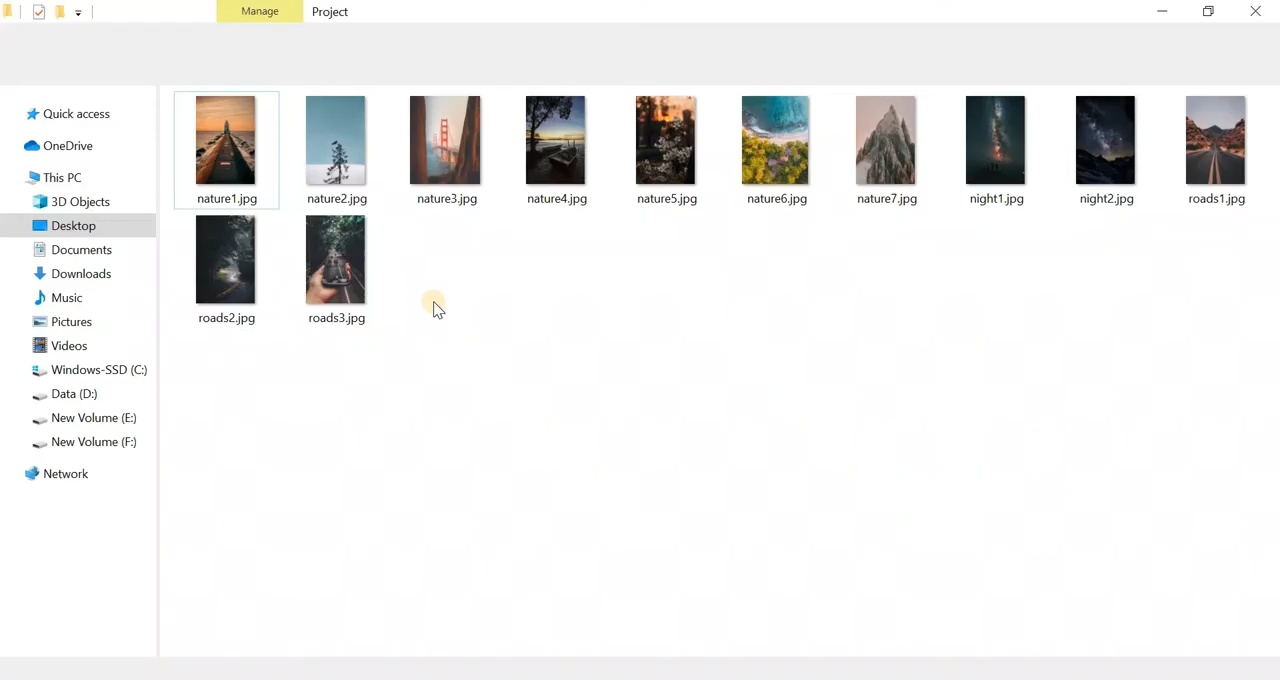 Manage
Project
Quick access
OneDrive
This PC
3D Objects
Desktop
Documents
Downloads
Music
Pictures
Videos
Windows-SSD (C:)
Data (D:)
New Volume (E:)
New Volume (F:)
Network
nature1.jpg
nature2.jpg
nature3.jpg
nature4.jpg
nature5.jpg
nature6.jpg
nature7.jpg
night1.jpg
night2.jpg
roads1.jpg
roads2.jpg
roads3.jpg